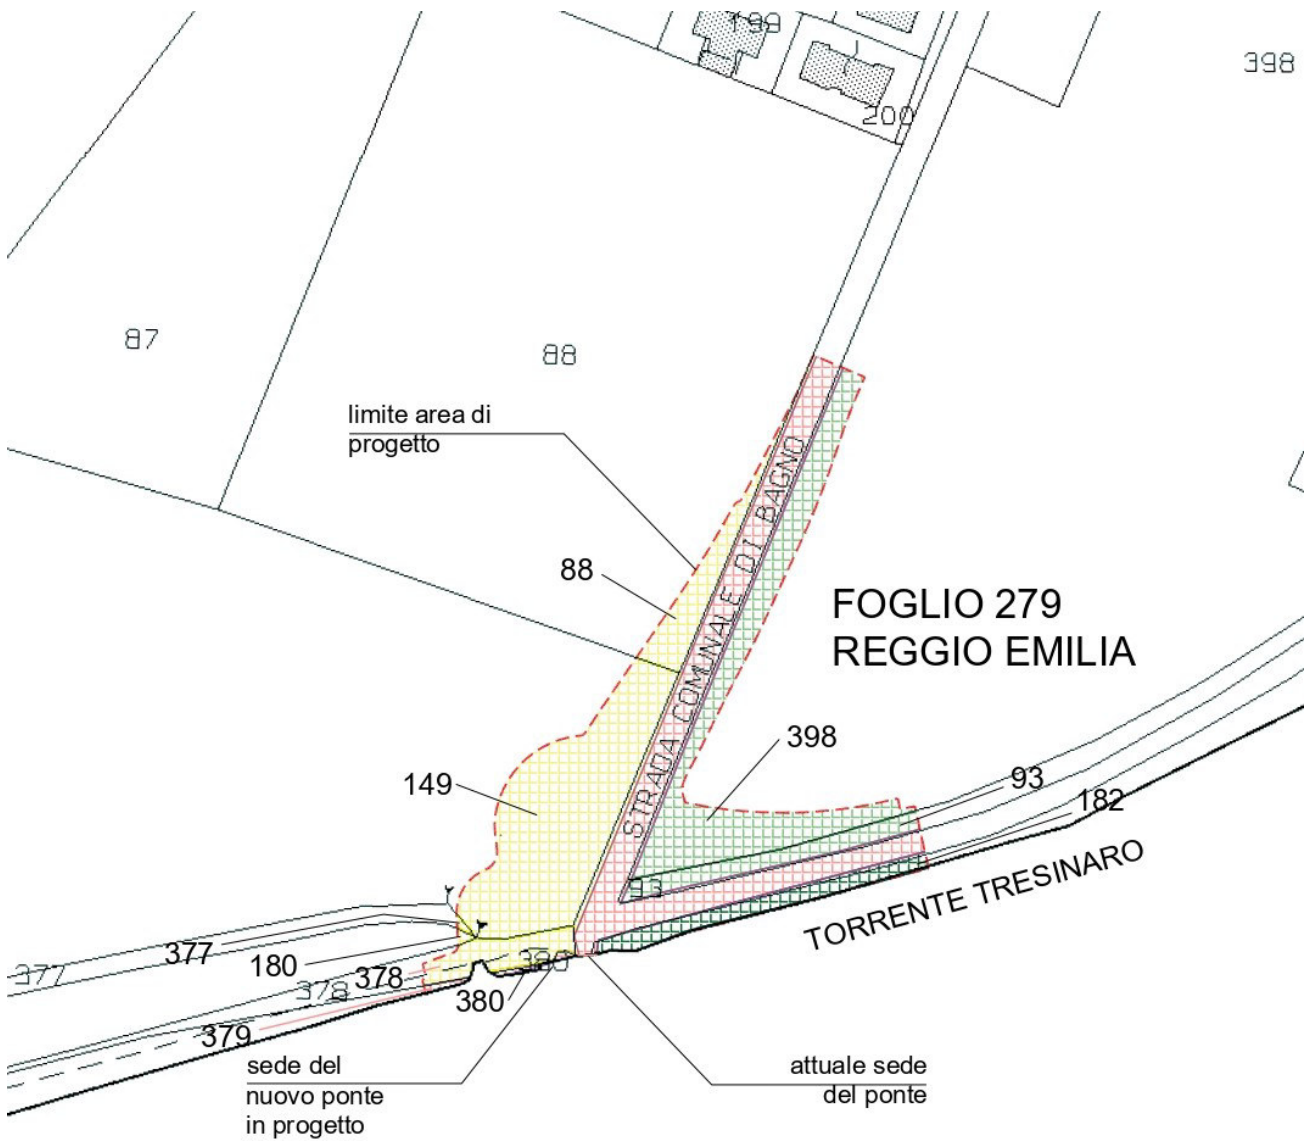 199
398
200
87
88
limite area di
progetto
STRADA COMUNALE DI BAGNO
88
FOGLIO 279
REGGIO EMILIA
398
149
93
182
93
TORRENTE TRESINARO
377
180
377
378
378
380
380
379
sede del
nuovo ponte
in progetto
attuale sede
del ponte